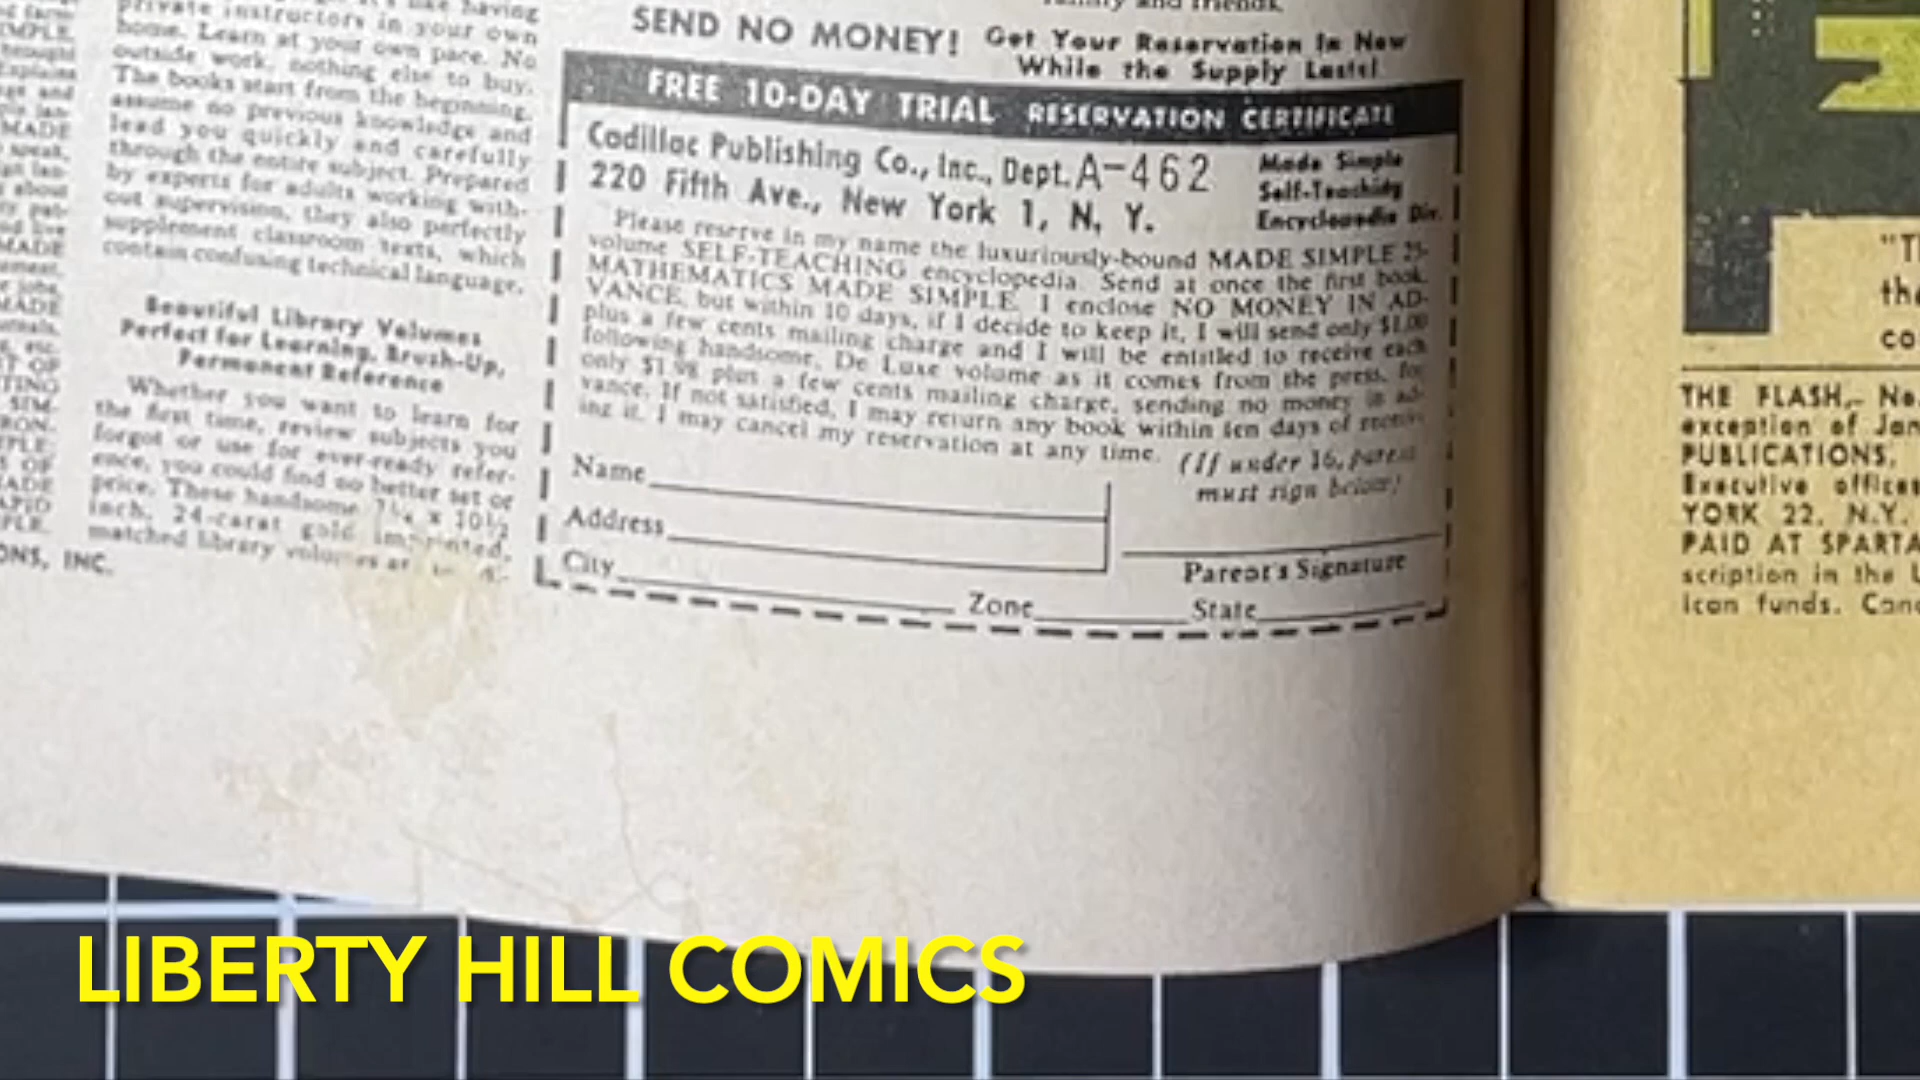 private instructors in your own
home. Learn at your own pace. No
outside work, nothing else to buy.
The books start from the beginning,
assume no previous knowledge and
lead you quickly and carefully
through the entire subject. Prepared
by experts for adults working with-
out supervision, they also perfectly
supplement classroom texts, which
contain confusing technical language.
Beautiful Library Volumes
Perfect for Learning, Brush-Up,
Permanent Reference
Whether you want to learn for
the first time, review subjects you
forgot or use for ever-ready refer-
ence, you could find no better set or
price. These handsome 7¼ x 10½
inch, 24-carat gold imprinted,
matched library volumes
ONS, INC.
SEND NO MONEY! Get Your Reservation In Now
While the Supply Lasts!
FREE 10-DAY TRIAL RESERVATION CERTIFICATE
Cadillac Publishing Co., Inc., Dept. A-462
220 Fifth Ave., New York 1, N. Y.
Made Simple
Self-Teaching
Encyclopedia Div.
Please reserve in my name the luxuriously-bound MADE SIMPLE 25-
volume SELF-TEACHING encyclopedia. Send at once the first book,
MATHEMATICS MADE SIMPLE. I enclose NO MONEY IN AD-
VANCE, but within 10 days, if I decide to keep it, I will send only $1.00
plus a few cents mailing charge and I will be entitled to receive each
following handsome, De Luxe volume as it comes from the press, for
only $1.98 plus a few cents mailing charge, sending no money in ad-
vance. If not satisfied, I may return any book within ten days of receiv-
ing it. I may cancel my reservation at any time.
(If under 16, parent
must sign below)
Name
Address
Parent's Signature
City Zone State
"T
tha
co
THE FLASH,- No.
exception of Jan
PUBLICATIONS,
Executive offices
YORK 22, N.Y.
PAID AT SPARTA
scription in the U
ican funds. Cana
LIBERTY HILL COMICS